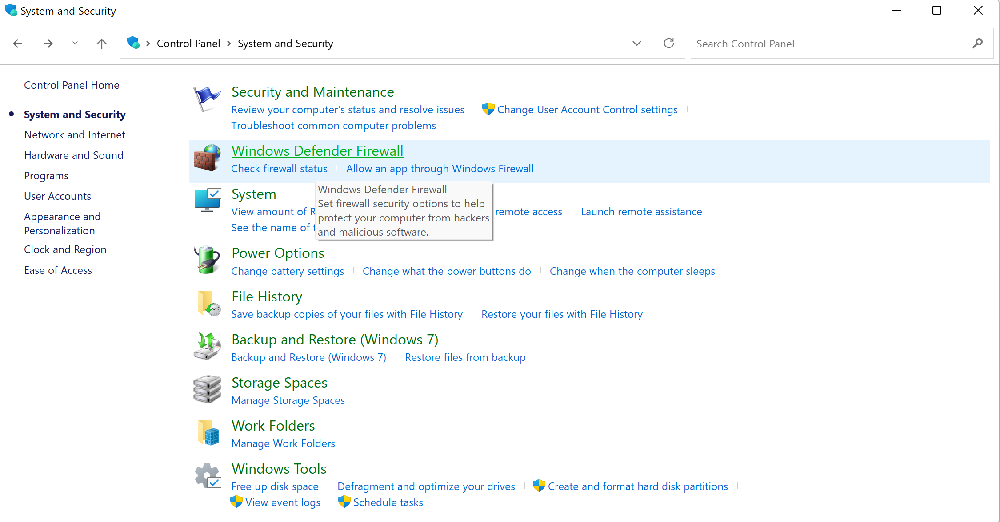 System and Security
Control Panel > System and Security
Search Control Panel
Control Panel Home
System and Security
Network and Internet
Hardware and Sound
Programs
User Accounts
Appearance and
Personalization
Clock and Region
Ease of Access
Security and Maintenance
Review your computer's status and resolve issues
Change User Account Control settings
Troubleshoot common computer problems
Windows Defender Firewall
Check firewall status
Allow an app through Windows Firewall
Windows Defender Firewall
Set firewall security options to help
protect your computer from hackers
and malicious software.
System
View amount of
remote access
Launch remote assistance
See the name of
Power Options
Change battery settings
Change what the power buttons do
Change when the computer sleeps
File History
Save backup copies of your files with File History
Restore your files with File History
Backup and Restore (Windows 7)
Backup and Restore (Windows 7)
Restore files from backup
Storage Spaces
Manage Storage Spaces
Work Folders
Manage Work Folders
Windows Tools
Free up disk space
Defragment and optimize your drives
Create and format hard disk partitions
View event logs
Schedule tasks